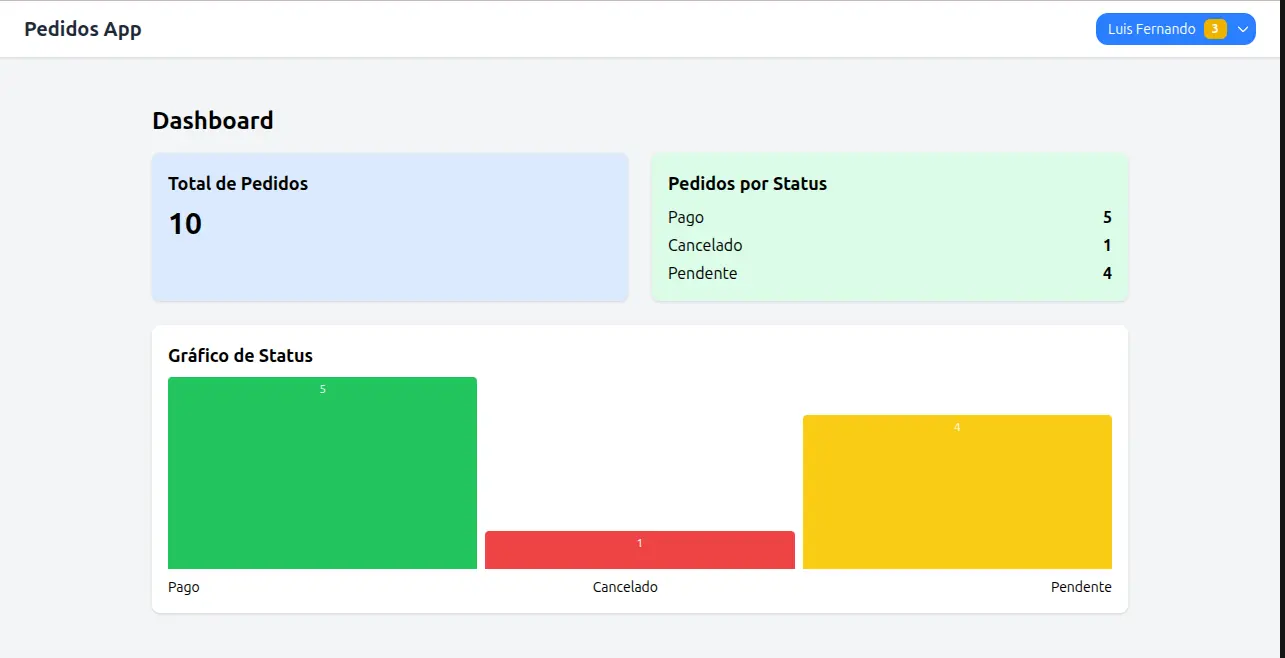 Pedidos App
Luis Fernando 3
Dashboard
Total de Pedidos
10
Pedidos por Status
Pago 5
Cancelado 1
Pendente 4
Gráfico de Status
5
1
4
Pago Cancelado Pendente